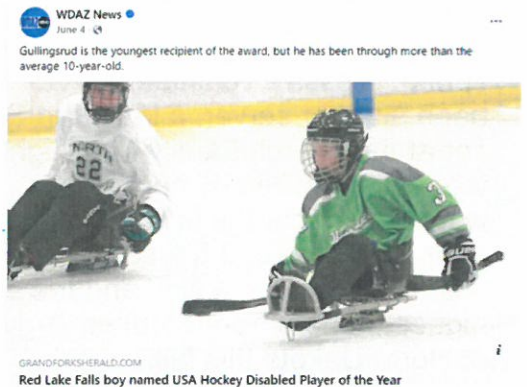 WDAZ News
June 4
Gullingsrud is the youngest recipient of the award, but he has been through more than the
average 10-year-old.
NORTH
22
3
GRANDFORKSHERALD.COM
Red Lake Falls boy named USA Hockey Disabled Player of the Year